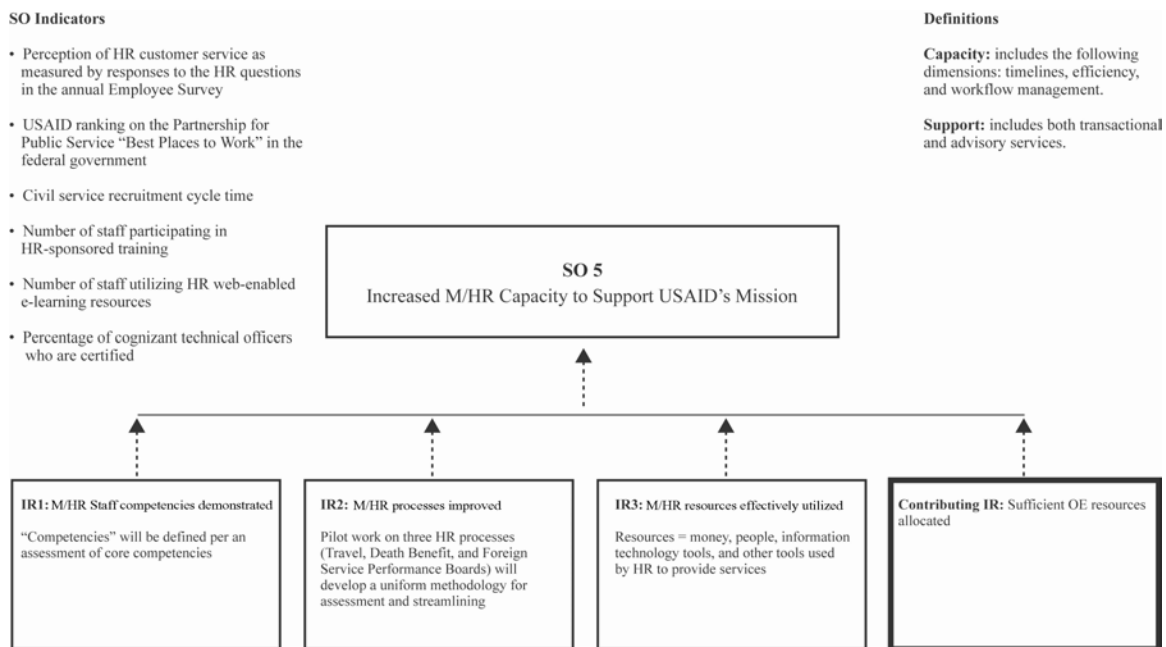 SO Indicators
• Perception of HR customer service as
measured by responses to the HR questions
in the annual Employee Survey
• USAID ranking on the Partnership for
Public Service “Best Places to Work” in the
federal government
• Civil service recruitment cycle time
• Number of staff participating in
HR-sponsored training
• Number of staff utilizing HR web-enabled
e-learning resources
• Percentage of cognizant technical officers
who are certified
Definitions
Capacity: includes the following
dimensions: timelines, efficiency,
and workflow management.
Support: includes both transactional
and advisory services.
SO 5
Increased M/HR Capacity to Support USAID’s Mission
IR1: M/HR Staff competencies demonstrated
“Competencies” will be defined per an
assessment of core competencies
IR2: M/HR processes improved
Pilot work on three HR processes
(Travel, Death Benefit, and Foreign
Service Performance Boards) will
develop a uniform methodology for
assessment and streamlining
IR3: M/HR resources effectively utilized
Resources = money, people, information
technology tools, and other tools used
by HR to provide services
Contributing IR: Sufficient OE resources
allocated